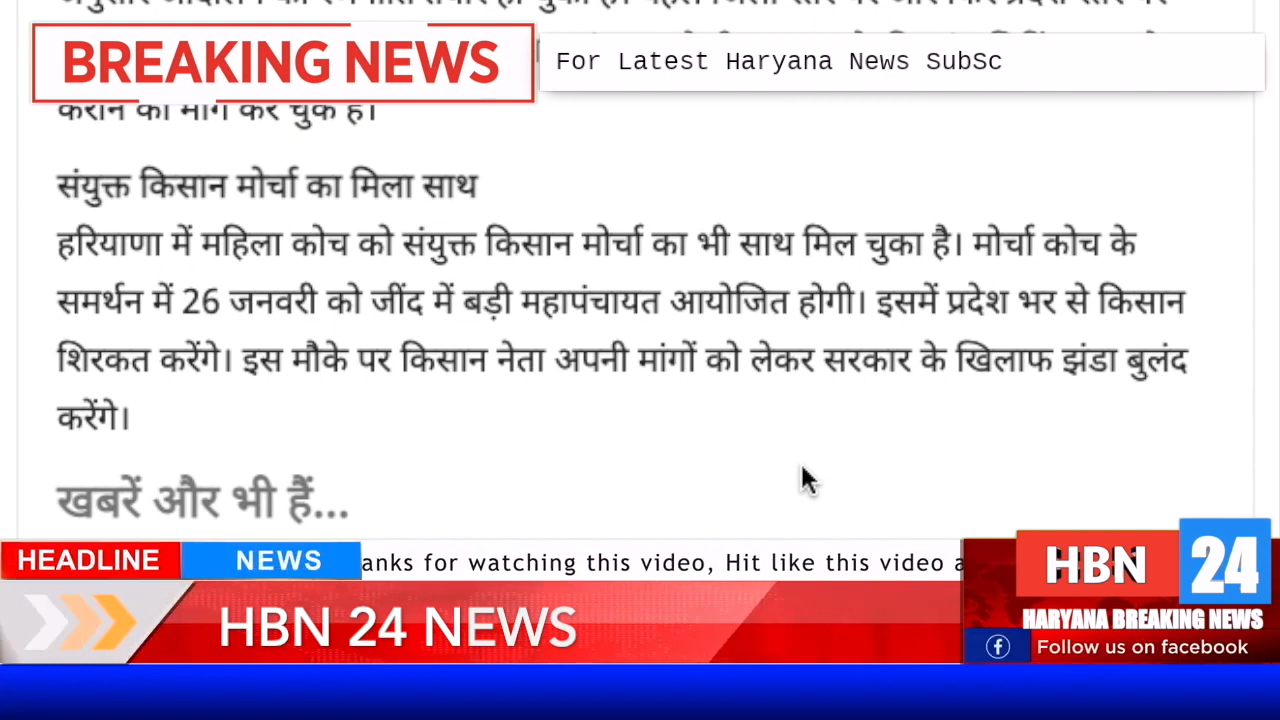 BREAKING NEWS
For Latest Haryana News SubSc
कराने की मांग कर चुके हैं।
संयुक्त किसान मोर्चा का मिला साथ
हरियाणा में महिला कोच को संयुक्त किसान मोर्चा का भी साथ मिल चुका है। मोर्चा कोच के
समर्थन में 26 जनवरी को जींद में बड़ी महापंचायत आयोजित होगी। इसमें प्रदेश भर से किसान
शिरकत करेंगे। इस मौके पर किसान नेता अपनी मांगों को लेकर सरकार के खिलाफ झंडा बुलंद
करेंगे।
खबरें और भी हैं...
HEADLINE NEWS anks for watching this video, Hit like this video a
HBN 24
HBN 24 NEWS
HARYANA BREAKING NEWS
Follow us on facebook